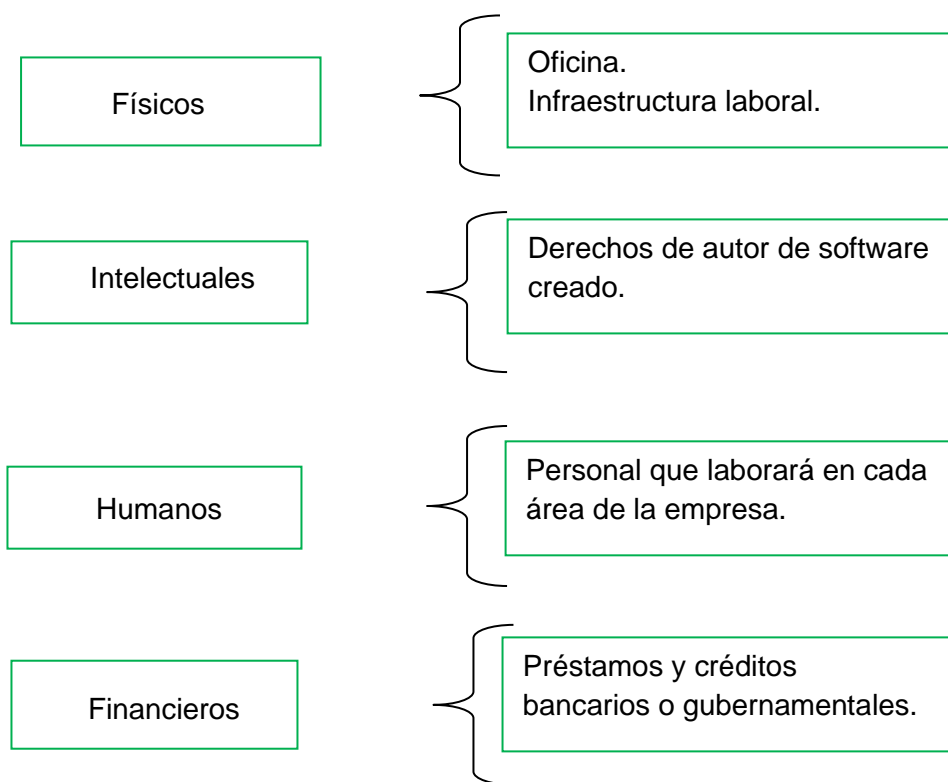 Físicos
Oficina.
Infraestructura laboral.
Intelectuales
Derechos de autor de software
creado.
Humanos
Personal que laborará en cada
área de la empresa.
Financieros
Préstamos y créditos
bancarios o gubernamentales.